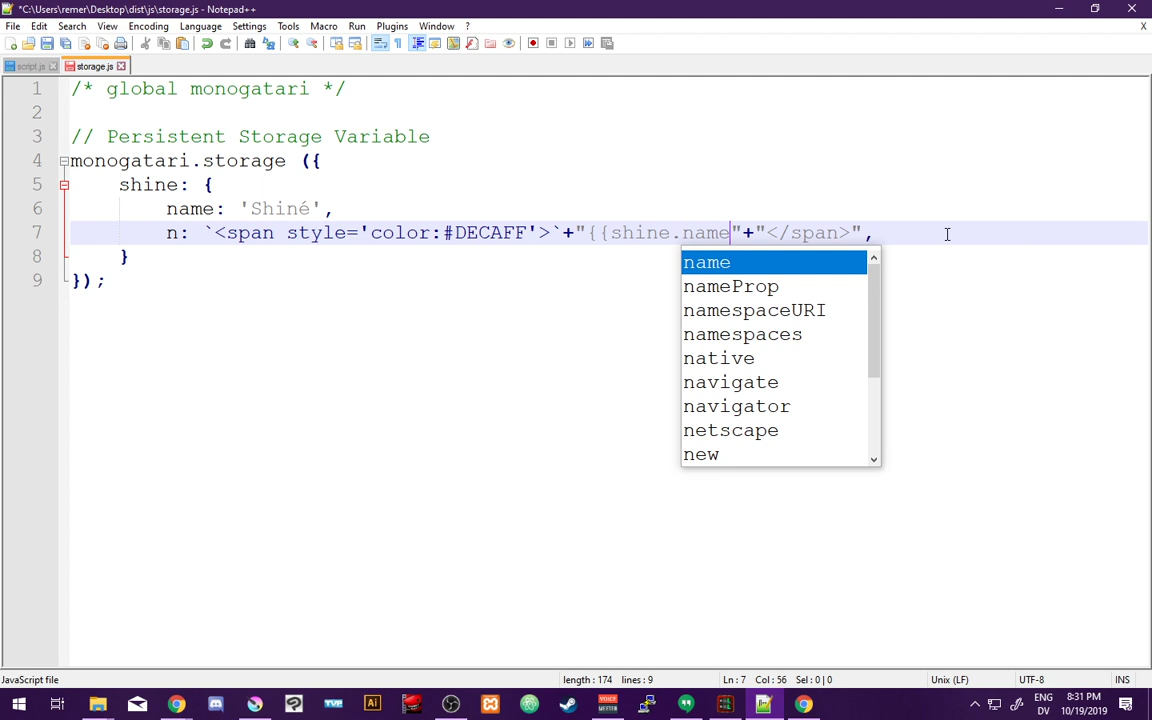 *C:\Users\remer\Desktop\dist\js\storage.js - Notepad++
File Edit Search View Encoding Language Settings Tools Macro Run Plugins Window ? X
script.js storage.js
1 /* global monogatari */
2
3 // Persistent Storage Variable
4 monogatari.storage ({
5 shine: {
6 name: 'Shiné',
7 n: `<span style='color:#DECAFF'>`+"{{shine.name"+"</span>",
8 }
9 });
name
nameProp
namespaceURI
namespaces
native
navigate
navigator
netscape
new
JavaScript file length : 174 lines : 9 Ln : 7 Col : 56 Sel : 0 | 0 Unix (LF) UTF-8 INS
ENG 8:31 PM
DV 10/19/2019